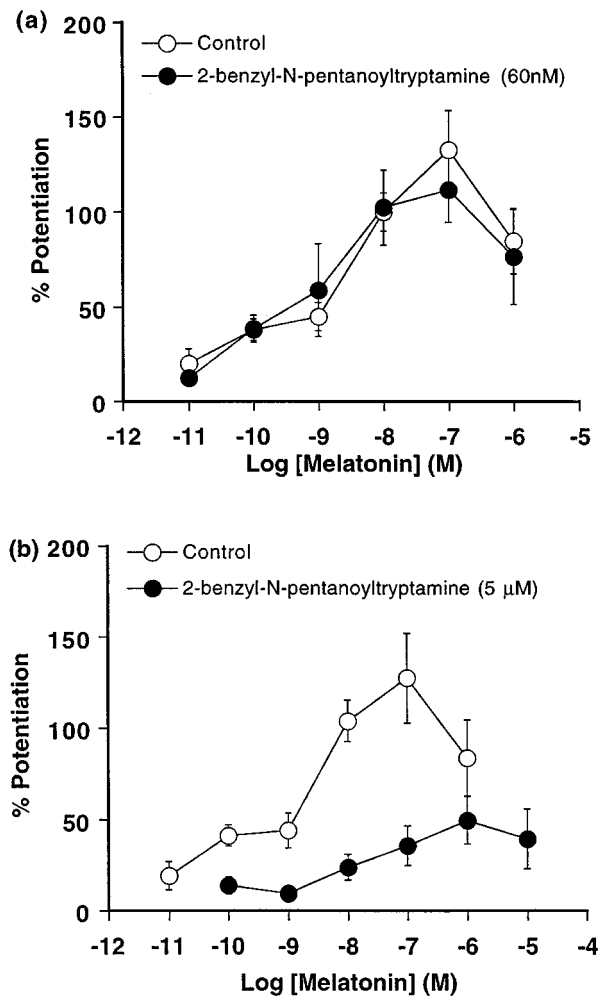 (a)
200
150
100
50
0
% Potentiation
Control
2-benzyl-N-pentanoyltryptamine (60nM)
-12 -11 -10 -9 -8 -7 -6 -5
Log [Melatonin] (M)
(b)
200
150
100
50
0
% Potentiation
Control
2-benzyl-N-pentanoyltryptamine (5 µM)
-12 -11 -10 -9 -8 -7 -6 -5 -4
Log [Melatonin] (M)